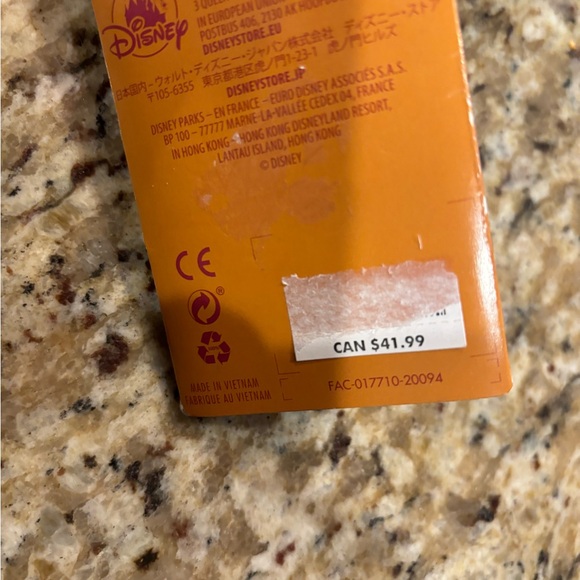 DISNEY
3
IN EUROPEAN
POSTBUS 406, 2130 AK
DISNEYSTORE.EU
日本国内-ウォルト・ディズニー・ジャパン株式会社 ディズニー・ストア
〒105-6355 東京都港区虎ノ門1-23-1 虎ノ門ヒルズ
DISNEYSTORE.JP
DISNEY PARKS – EN FRANCE – EURO DISNEY ASSOCIÉS S.A.S.
BP 100 – 77777 MARNE-LA-VALLÉE CEDEX 04, FRANCE
IN HONG KONG – HONG KONG DISNEYLAND RESORT,
LANTAU ISLAND, HONG KONG
© DISNEY
CE
®
CAN $41.99
MADE IN VIETNAM
FABRIQUÉ AU VIETNAM
FAC-017710-20094